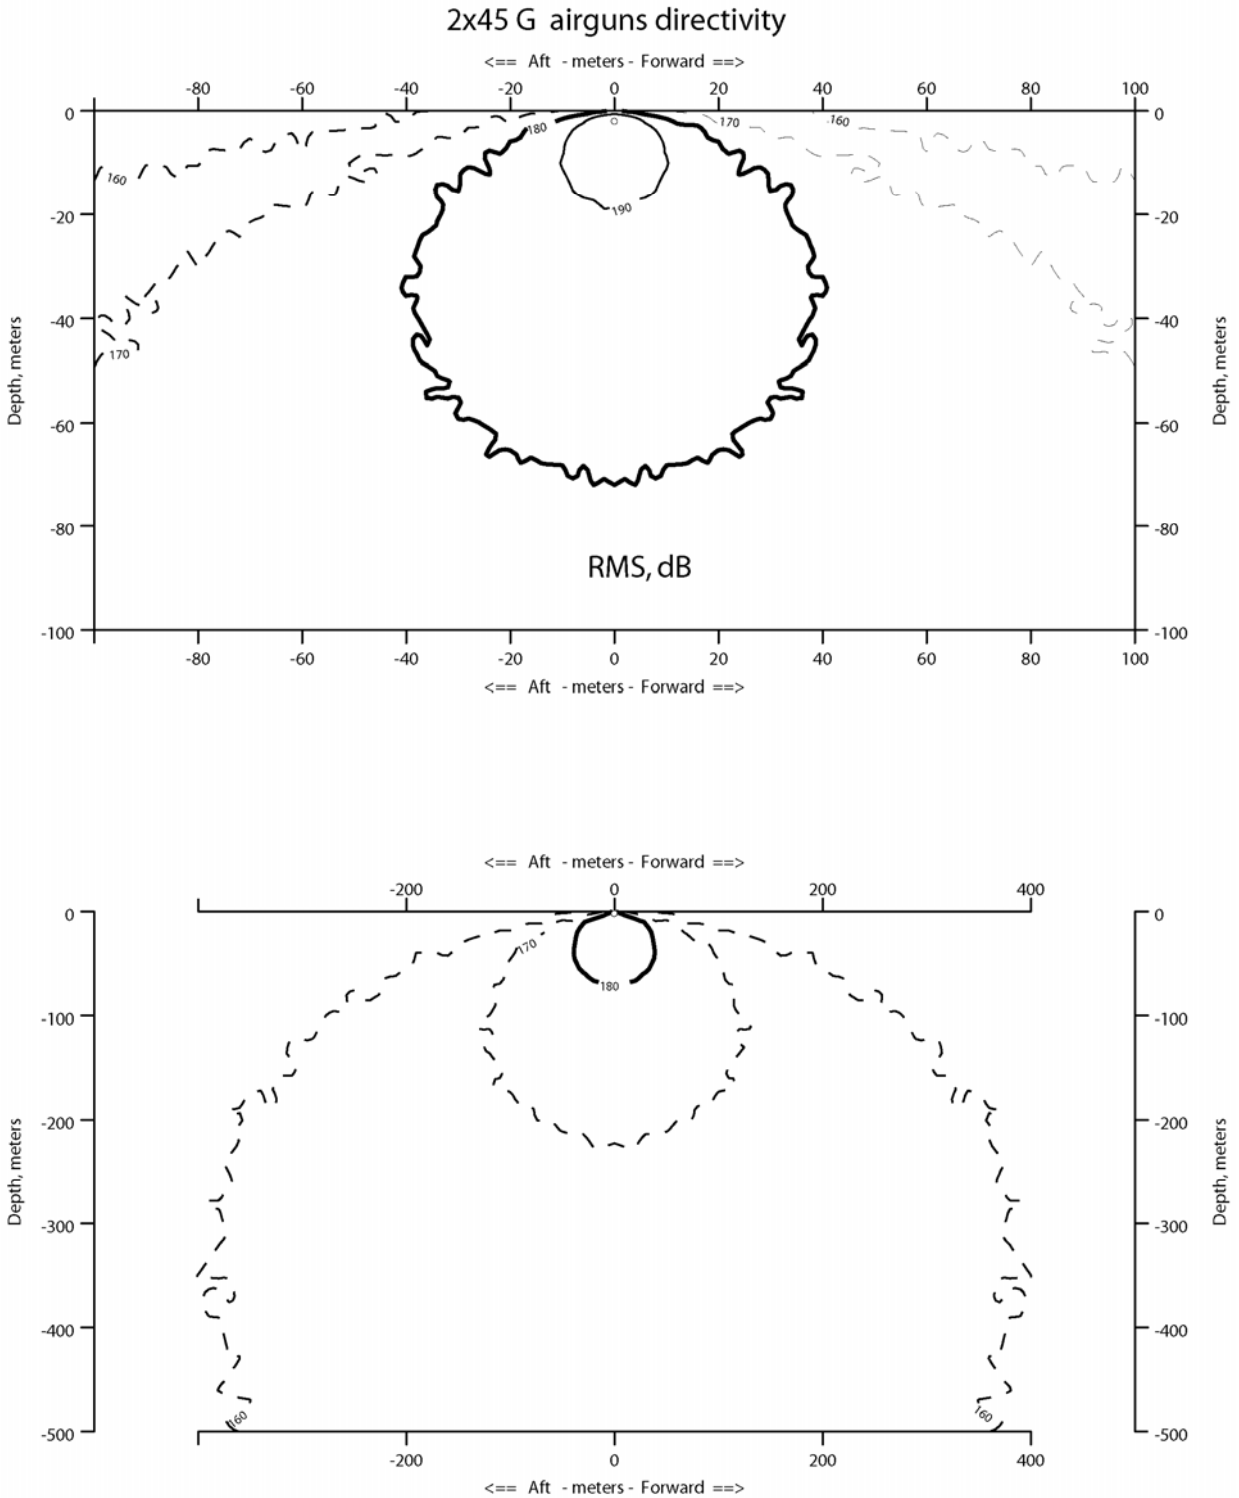 2x45 G airguns directivity
<== Aft - meters - Forward ==>
-80 -60 -40 -20 0 20 40 60 80 100
0 0
180 170 160
160
-20 -20
190
-40 -40
170
Depth, meters Depth, meters
-60 -60
-80 -80
RMS, dB
-100 -100
-80 -60 -40 -20 0 20 40 60 80 100
<== Aft - meters - Forward ==>
<== Aft - meters - Forward ==>
-200 0 200 400
0 0
170
180
-100 -100
-200 -200
Depth, meters Depth, meters
-300 -300
-400 -400
160 160
-500 -500
-200 0 200 400
<== Aft - meters - Forward ==>